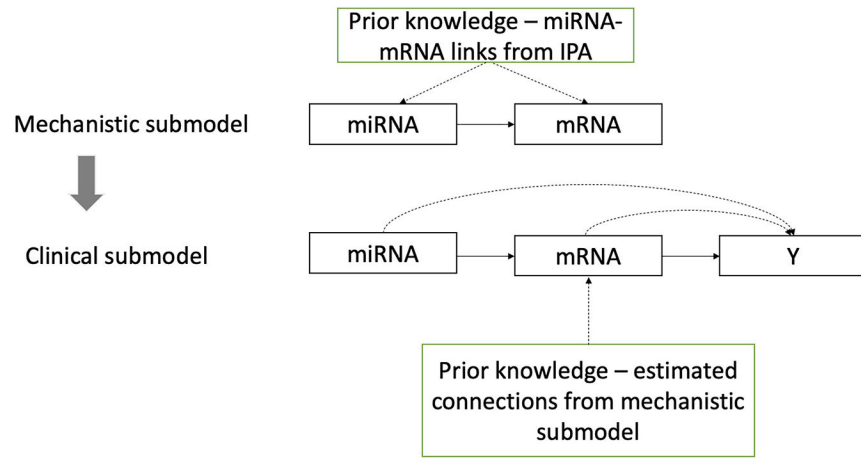 Prior knowledge – miRNA-
mRNA links from IPA
Mechanistic submodel
miRNA
mRNA
Clinical submodel
miRNA
mRNA
Y
Prior knowledge – estimated
connections from mechanistic
submodel